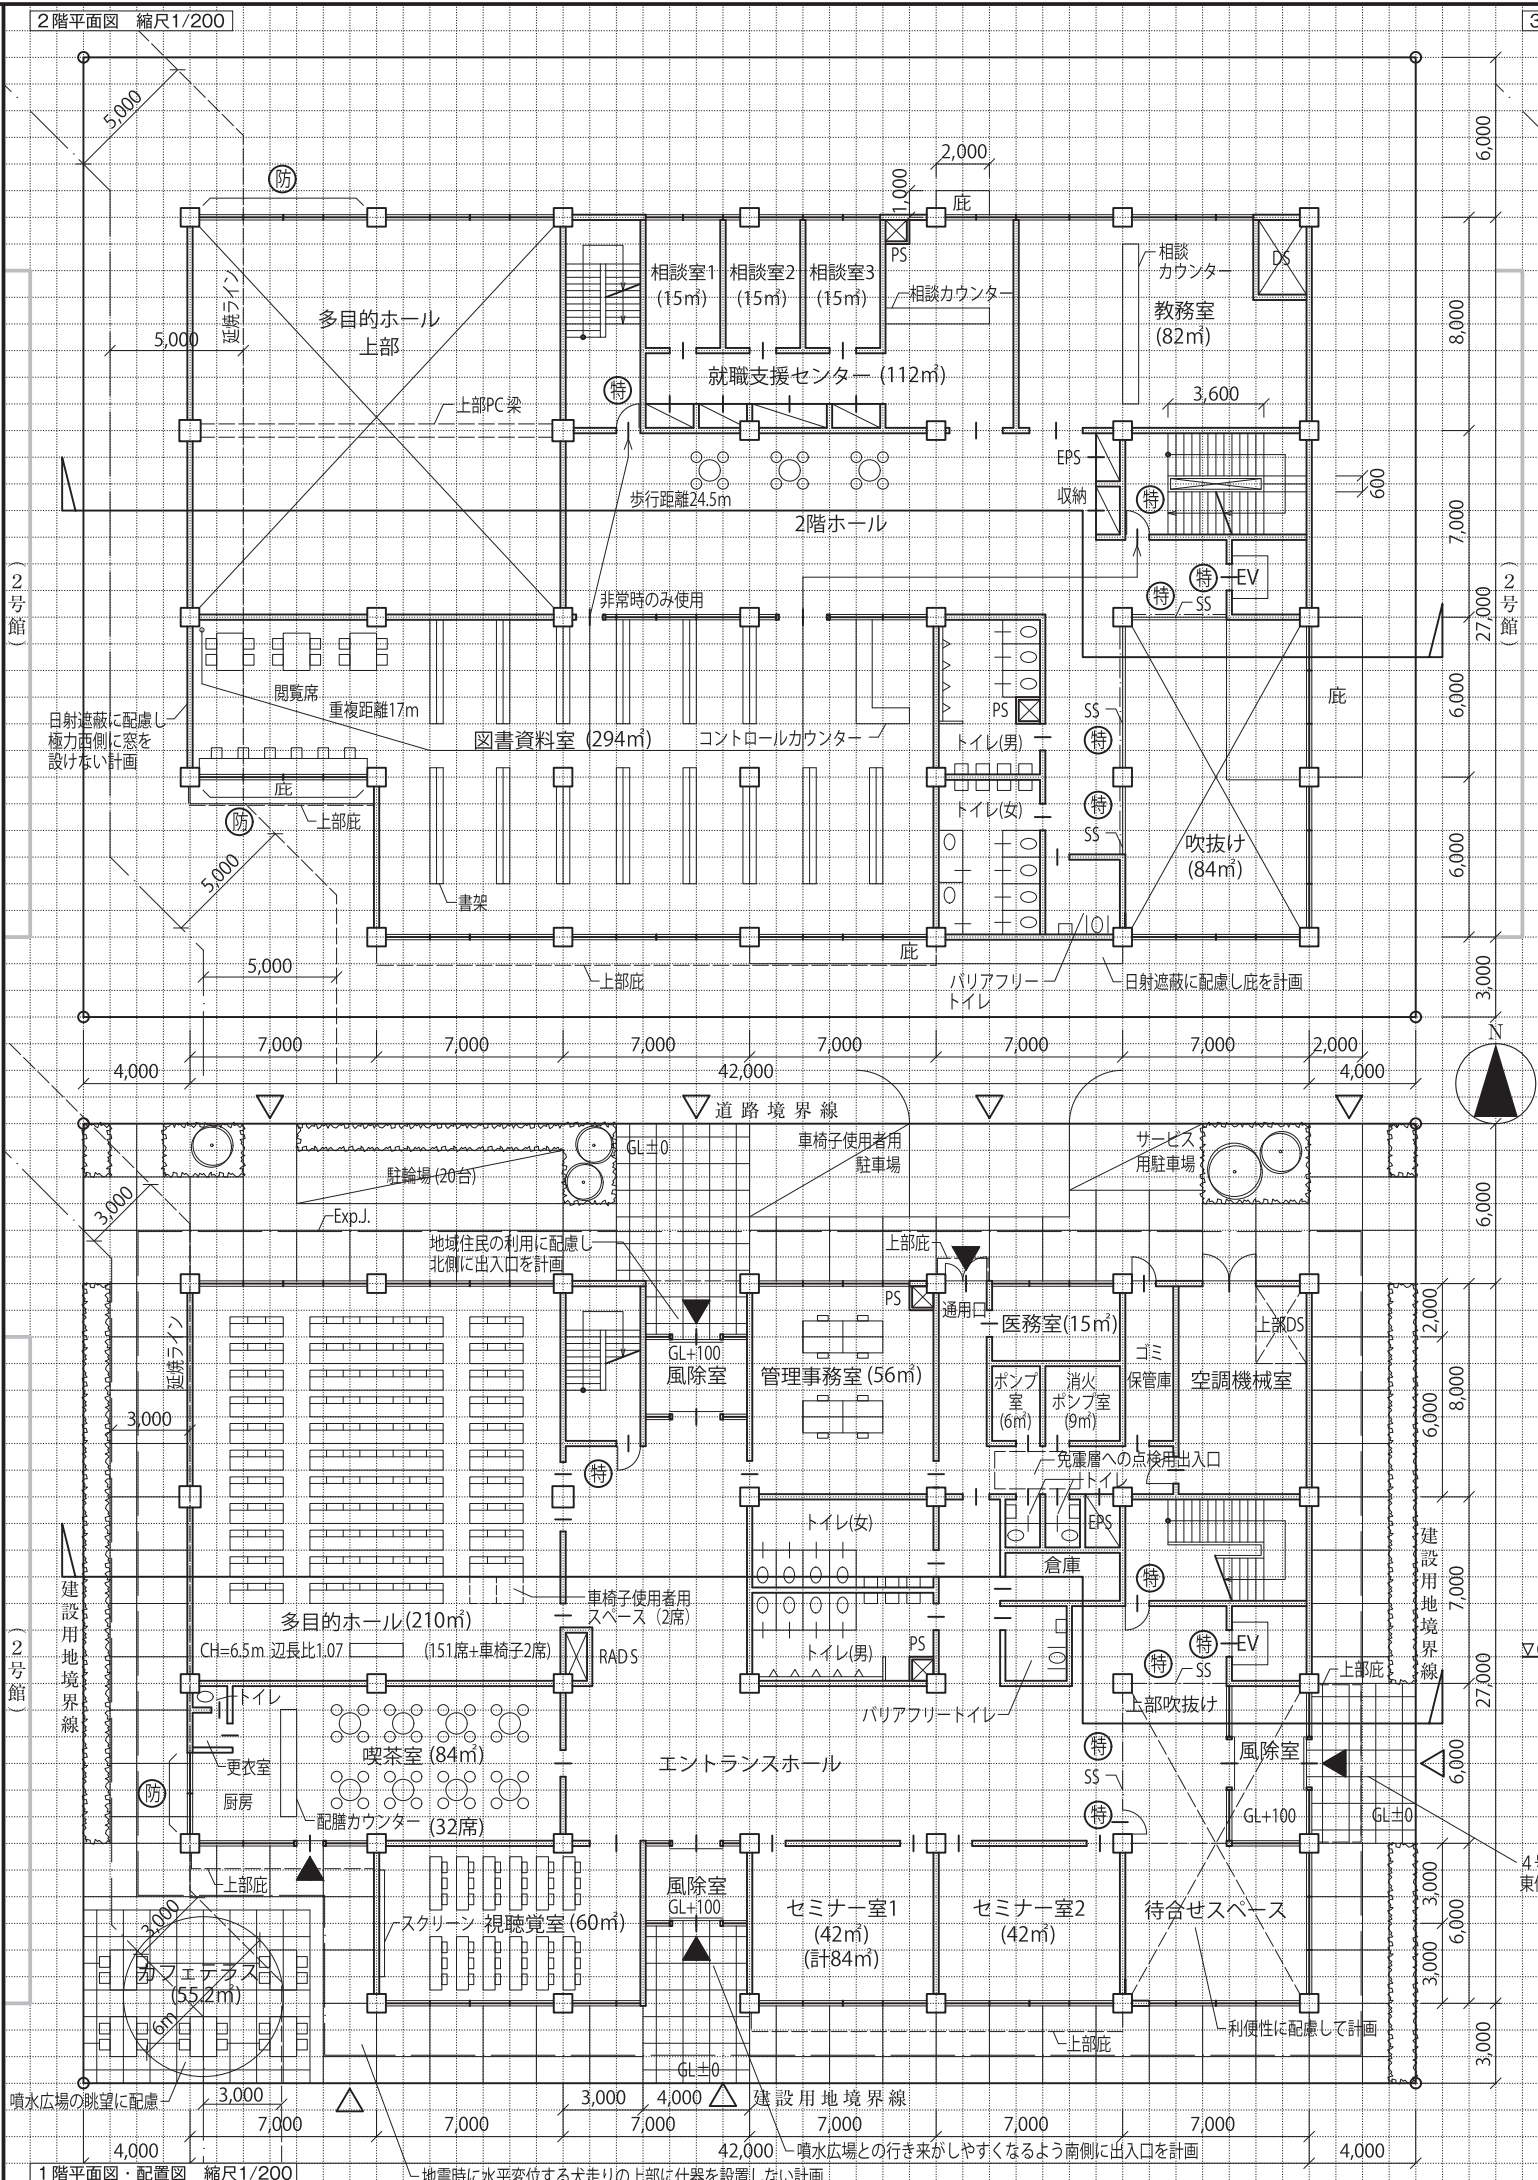 2階平面図 縮尺1/200
3
5,000
6,000
防
2,000
1,000
庇
PS
相談室1
(15㎡)
相談室2
(15㎡)
相談室3
(15㎡)
相談カウンター
相談
カウンター
DS
教務室
(82㎡)
延焼ライン
5,000
多目的ホール
上部
8,000
就職支援センター (112㎡)
特
3,600
上部PC梁
EPS
収納
特
600
歩行距離24.5m
2階ホール
7,000
(2号館)
特
EV
特
SS
27,000
(2号館)
非常時のみ使用
閲覧席
重複距離17m
日射遮蔽に配慮し
極力西側に窓を
設けない計画
図書資料室 (294㎡)
コントロールカウンター
PS
トイレ(男)
SS
特
庇
6,000
庇
防
上部庇
トイレ(女)
特
SS
吹抜け
(84㎡)
6,000
5,000
書架
庇
5,000
上部庇
バリアフリー
トイレ
日射遮蔽に配慮し庇を計画
3,000
N
7,000
7,000
7,000
7,000
7,000
7,000
2,000
4,000
42,000
4,000
道路境界線
GL±0
車椅子使用者用
駐車場
サービス
用駐車場
駐輪場 (20台)
3,000
Exp.J.
6,000
地域住民の利用に配慮し
北側に出入口を計画
上部庇
PS
通用口
医務室(15㎡)
上部DS
2,000
延焼ライン
GL+100
風除室
管理事務室 (56㎡)
ポンプ
室
(6㎡)
消火
ポンプ室
(9㎡)
ゴミ
保管庫
空調機械室
8,000
6,000
3,000
特
免震層への点検用出入口
トイレ
トイレ(女)
EPS
倉庫
特
建設用地境界線
建設用地境界線
7,000
車椅子使用者用
スペース (2席)
多目的ホール(210㎡)
CH=6.5m 辺長比1.07
(151席+車椅子2席)
RADS
トイレ(男)
PS
特
EV
特
SS
2号館)
27,000
上部庇
トイレ
上部吹抜け
バリアフリートイレ
喫茶室 (84㎡)
更衣室
エントランスホール
特
SS
風除室
6,000
防
厨房
配膳カウンター
(32席)
特
GL+100
GL±0
上部庇
風除室
GL+100
4
東
3,000
スクリーン
視聴覚室(60㎡)
セミナー室1
(42㎡)
(計84㎡)
セミナー室2
(42㎡)
待合せスペース
3,000
6,000
カフェテラス
(55.2㎡)
6m
3,000
利便性に配慮して計画
上部庇
3,000
GL±0
噴水広場の眺望に配慮
3,000
3,000
4,000
建設用地境界線
7,000
7,000
7,000
7,000
7,000
7,000
4,000
42,000
噴水広場との行き来がしやすくなるよう南側に出入口を計画
4,000
1階平面図・配置図 縮尺1/200
地震時に水平変位する犬走りの上部に什器を設置しない計画